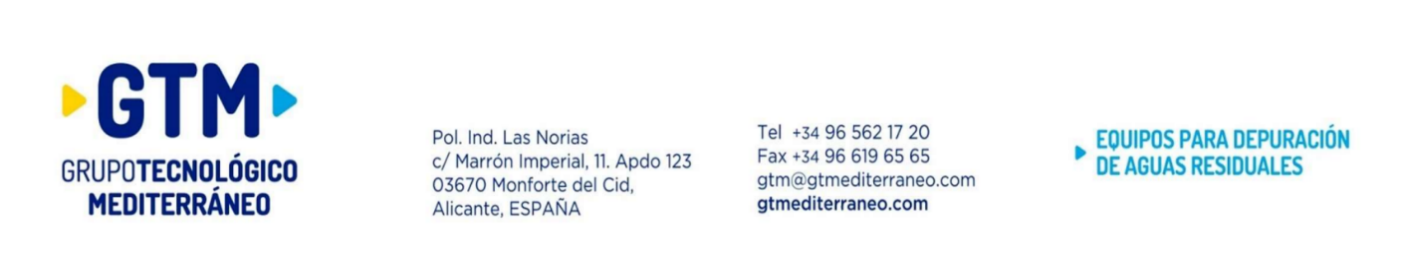 GTM
GRUPOTECNOLÓGICO
MEDITERRÁNEO
Pol. Ind. Las Norias
c/ Marrón Imperial, 11. Apdo 123
03670 Monforte del Cid,
Alicante, ESPAÑA
Tel +34 96 562 17 20
Fax +34 96 619 65 65
gtm@gtmediterraneo.com
gtmediterraneo.com
EQUIPOS PARA DEPURACIÓN
DE AGUAS RESIDUALES